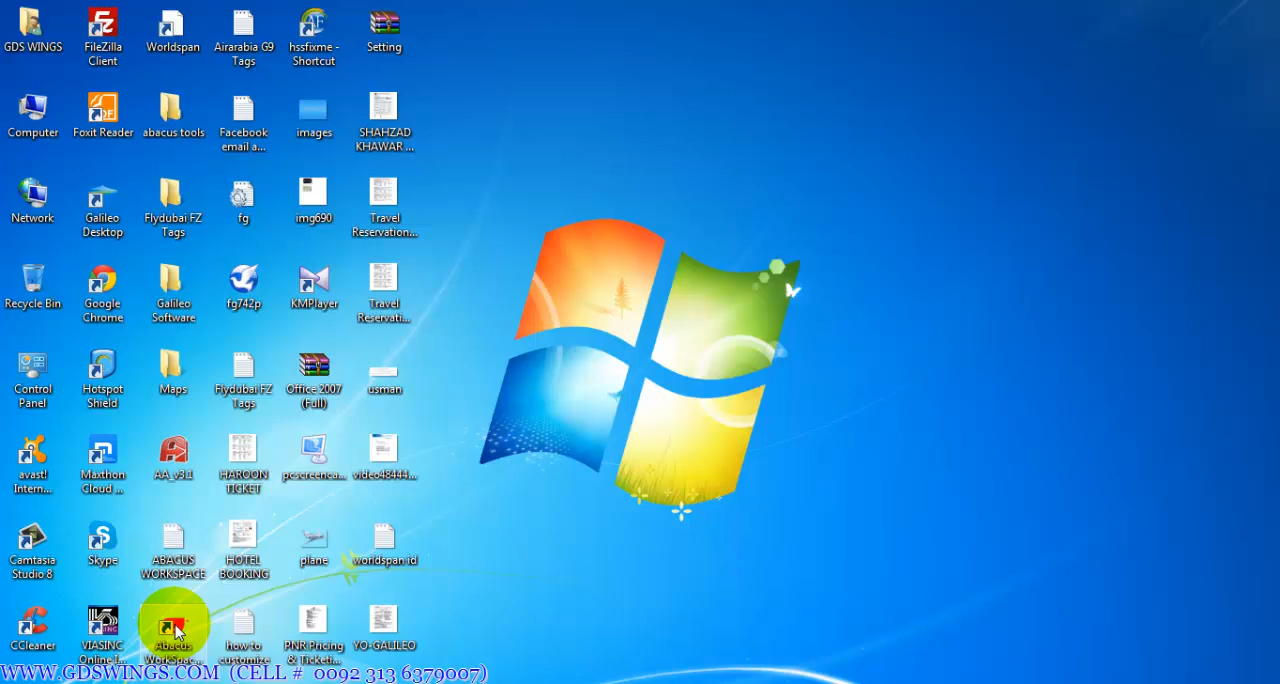 GDS WINGS
FileZilla
Client
Worldspan
Airarabia G9
Tags
hssfixme -
Shortcut
Setting
Computer
Foxit Reader
abacus tools
Facebook
email a...
images
SHAHZAD
KHAWAR ...
Network
Galileo
Desktop
Flydubai FZ
Tags
fg
img690
Travel
Reservation...
Recycle Bin
Google
Chrome
Galileo
Software
fg742p
KMPlayer
Travel
Reservati...
Control
Panel
Hotspot
Shield
Maps
Flydubai FZ
Tags
Office 2007
(Full)
usman
avast!
Intern...
Maxthon
Cloud ...
AA_v3.1
HAROON
TICKET
pcscreenca...
video48444...
Camtasia
Studio 8
Skype
ABACUS
WORKSPACE
HOTEL
BOOKING
plane
worldspan id
CCleaner
VIASINC
Online I...
Abacus
WorkSpac...
how to
customize
PNR Pricing
& Ticketi...
YO-GALILEO
WWW.GDSWINGS.COM (CELL # 0092 313 6379007)